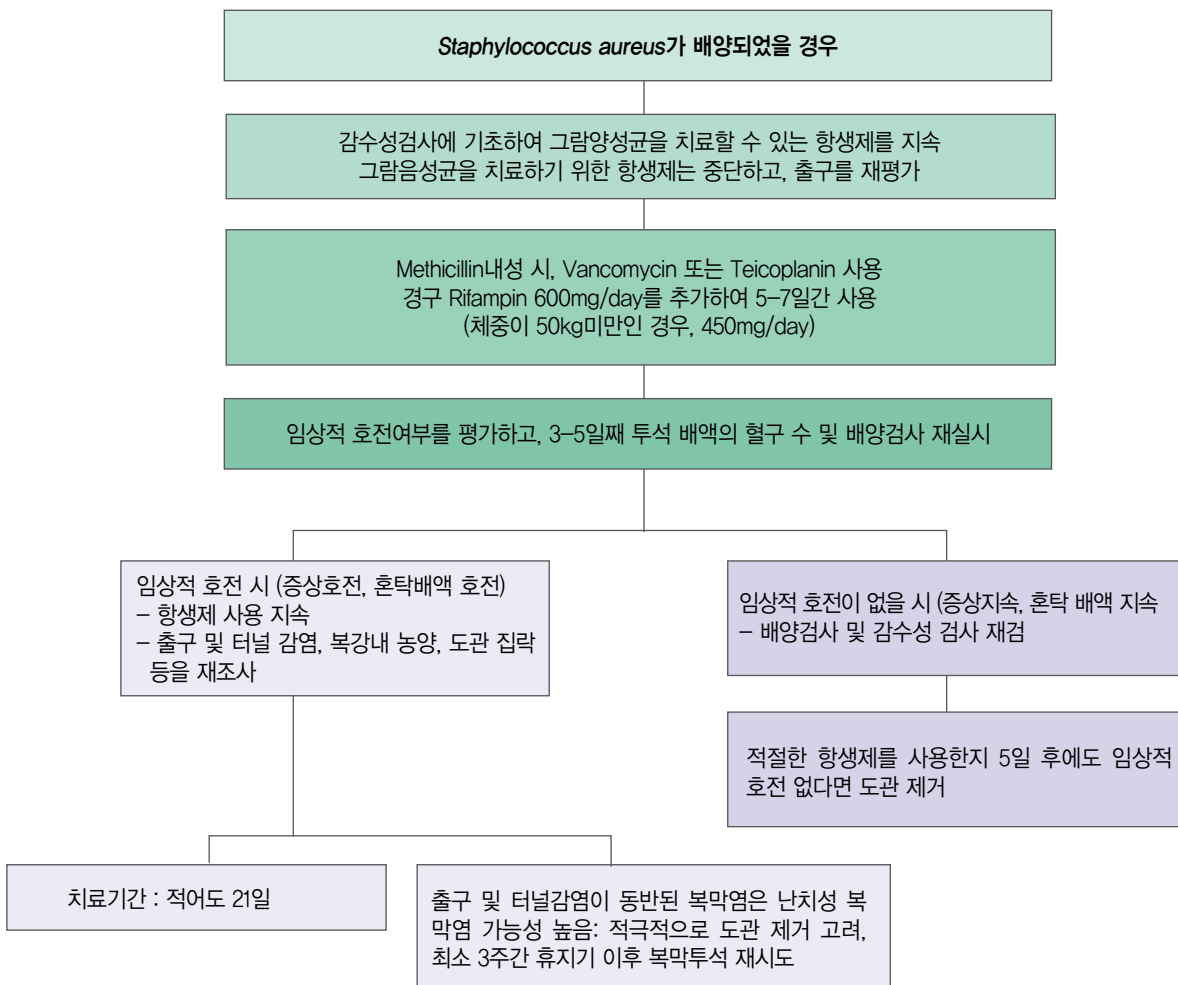 Staphylococcus aureus가 배양되었을 경우
감수성검사에 기초하여 그람양성균을 치료할 수 있는 항생제를 지속
그람음성균을 치료하기 위한 항생제는 중단하고, 출구를 재평가
Methicillin내성 시, Vancomycin 또는 Teicoplanin 사용
경구 Rifampin 600mg/day를 추가하여 5–7일간 사용
(체중이 50kg미만인 경우, 450mg/day)
임상적 호전여부를 평가하고, 3–5일째 투석 배액의 혈구 수 및 배양검사 재실시
임상적 호전 시 (증상호전, 혼탁배액 호전)
– 항생제 사용 지속
– 출구 및 터널 감염, 복강내 농양, 도관 집락
등을 재조사
임상적 호전이 없을 시 (증상지속, 혼탁 배액 지속
– 배양검사 및 감수성 검사 재검
적절한 항생제를 사용한지 5일 후에도 임상적
호전 없다면 도관 제거
치료기간 : 적어도 21일
출구 및 터널감염이 동반된 복막염은 난치성 복
막염 가능성 높음: 적극적으로 도관 제거 고려,
최소 3주간 휴지기 이후 복막투석 재시도